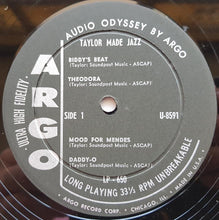 AUDIO ODYSSEY BY ARGO
TAYLOR MADE JAZZ
ARGO
ULTRA HIGH FIDELITY
BIDDY'S BEAT
(Taylor: Soundpost Music - ASCAP)
THEODORA
(Taylor: Soundpost Music - ASCAP)
SIDE 1
U-8591
MOOD FOR MENDES
(Taylor: Soundpost Music - ASCAP)
DADDY-O
(Taylor: Soundpost Music - ASCAP)
LP - 650
LONG PLAYING 33⅓ RPM UNBREAKABLE
ARGO RECORD CORP. CHICAGO, ILL. MADE IN U.S.A.